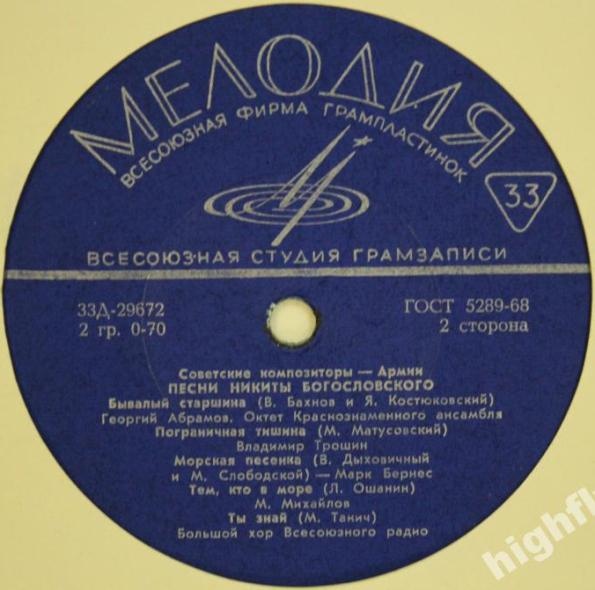 МЕЛОДИЯ
ВСЕСОЮЗНАЯ ФИРМА ГРАМПЛАСТИНОК
33
ВСЕСОЮЗНАЯ СТУДИЯ ГРАМЗАПИСИ
33Д-29672
ГОСТ 5289-68
2 гр. 0-70
2 сторона
Советские композиторы — Армии
ПЕСНИ НИКИТЫ БОГОСЛОВСКОГО
Бывалый старшина (В. Бахнов и Я. Костюковский)
Георгий Абрамов, Октет Краснознаменного ансамбля
Пограничная тишина (М. Матусовский)
Владимир Трошин
Морская песенка (В. Дыховичный
и М. Слободской) — Марк Бернес
Тем, кто в море (Л. Ошанин)
М. Михайлов
Ты знай (М. Танич)
Большой хор Всесоюзного радио